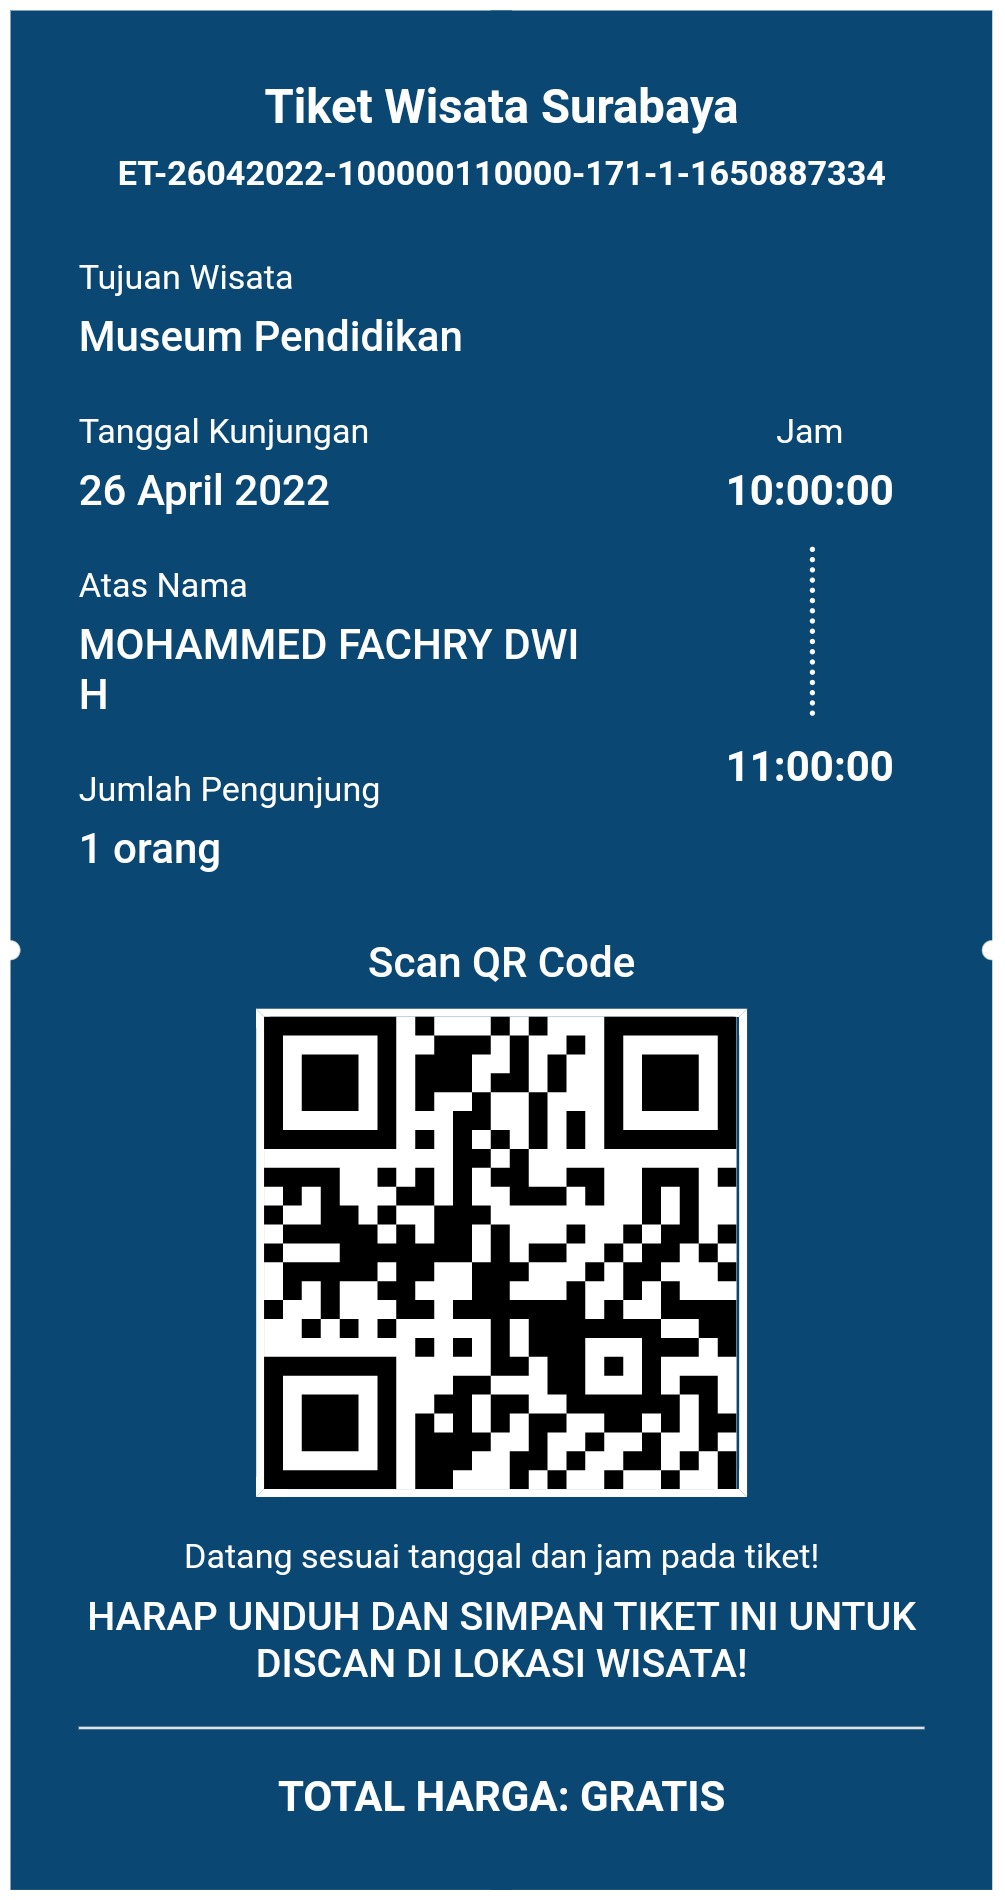 Tiket Wisata Surabaya
ET-26042022-100000110000-171-1-1650887334
Tujuan Wisata
Museum Pendidikan
Tanggal Kunjungan
26 April 2022
Jam
10:00:00
11:00:00
Atas Nama
MOHAMMED FACHRY DWI
H
Jumlah Pengunjung
1 orang
Scan QR Code
Datang sesuai tanggal dan jam pada tiket!
HARAP UNDUH DAN SIMPAN TIKET INI UNTUK
DISCAN DI LOKASI WISATA!
TOTAL HARGA: GRATIS